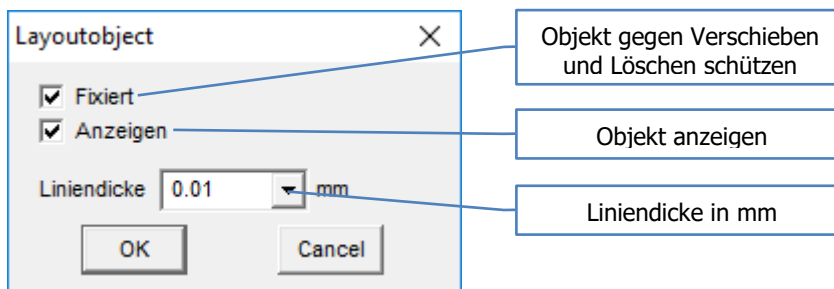 Layoutobject
Objekt gegen Verschieben
und Löschen schützen
Fixiert
Anzeigen
Objekt anzeigen
Liniendicke 0.01 mm
Liniendicke in mm
OK Cancel